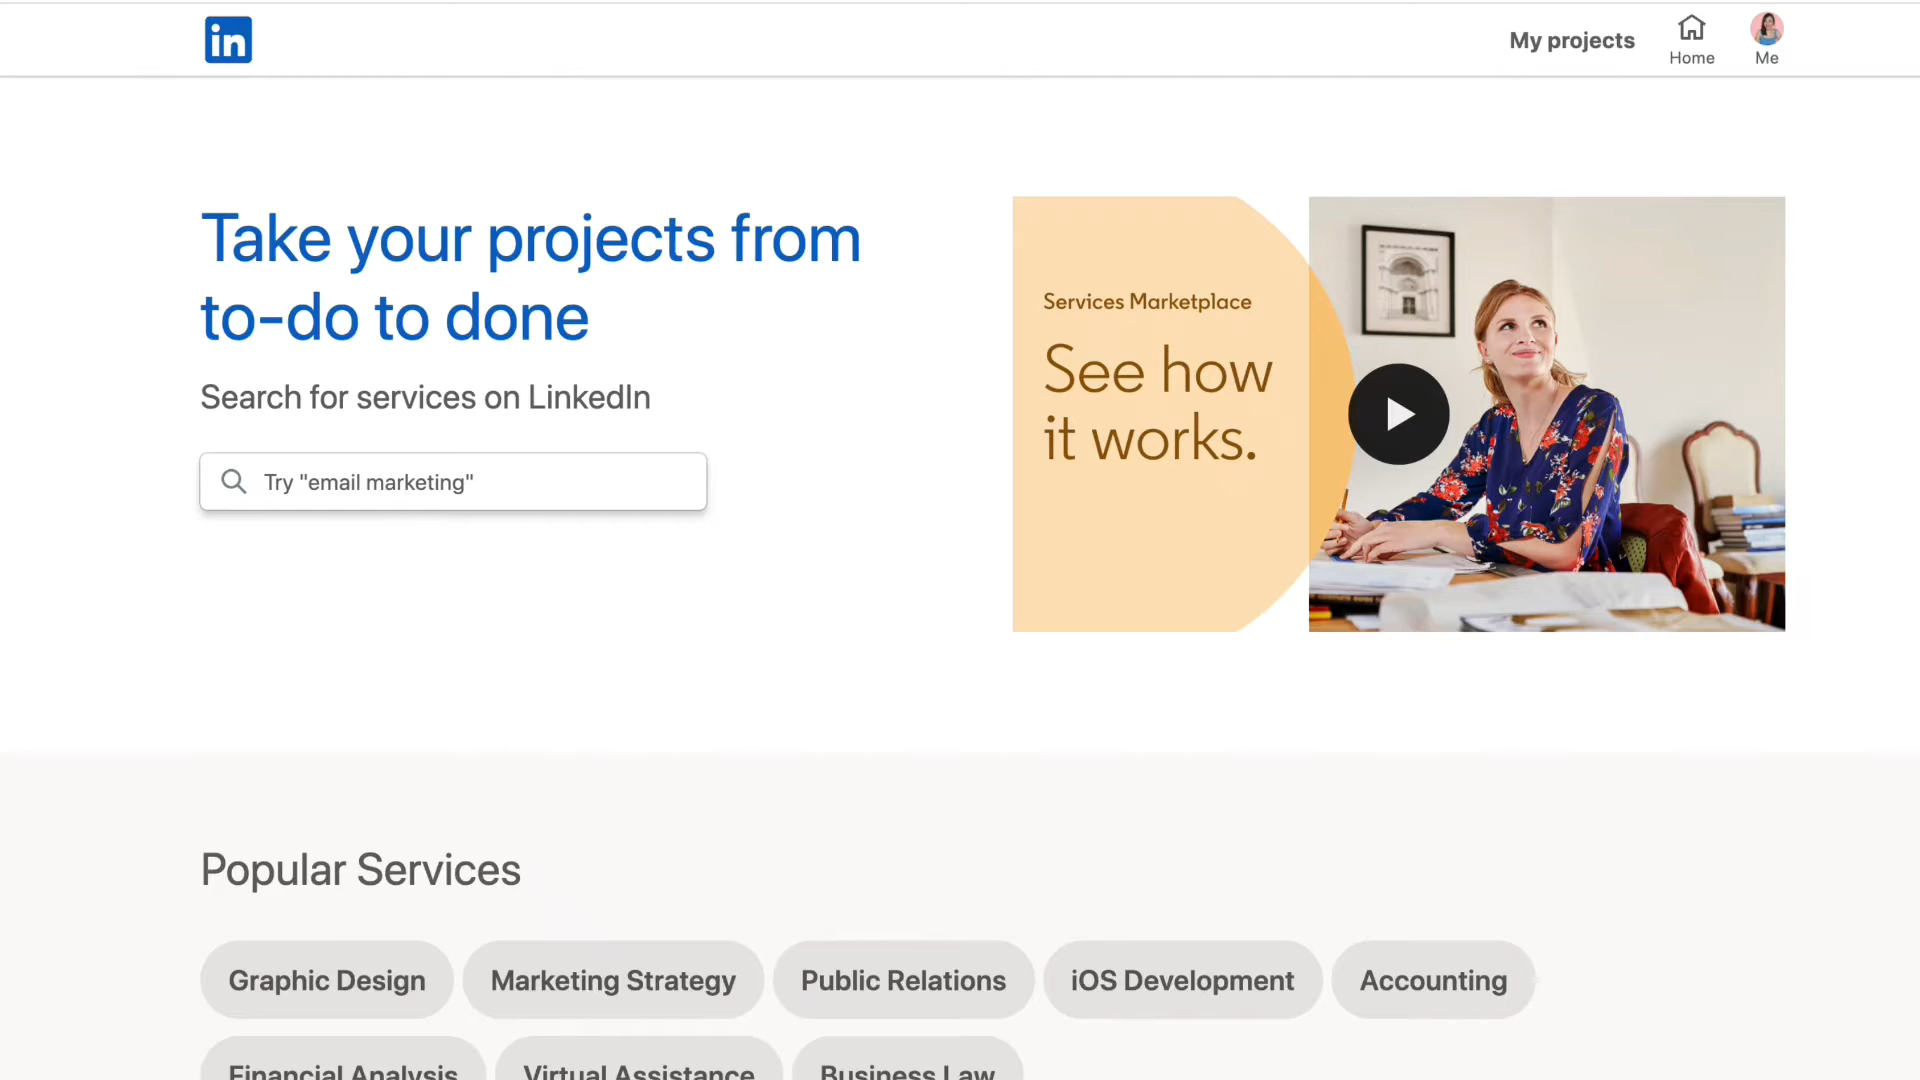 in
My projects
Home
Me
Take your projects from
to-do to done
Search for services on LinkedIn
Try "email marketing"
Services Marketplace
See how
it works.
Popular Services
Graphic Design
Marketing Strategy
Public Relations
iOS Development
Accounting
Financial Analysis
Virtual Assistance
Business Law